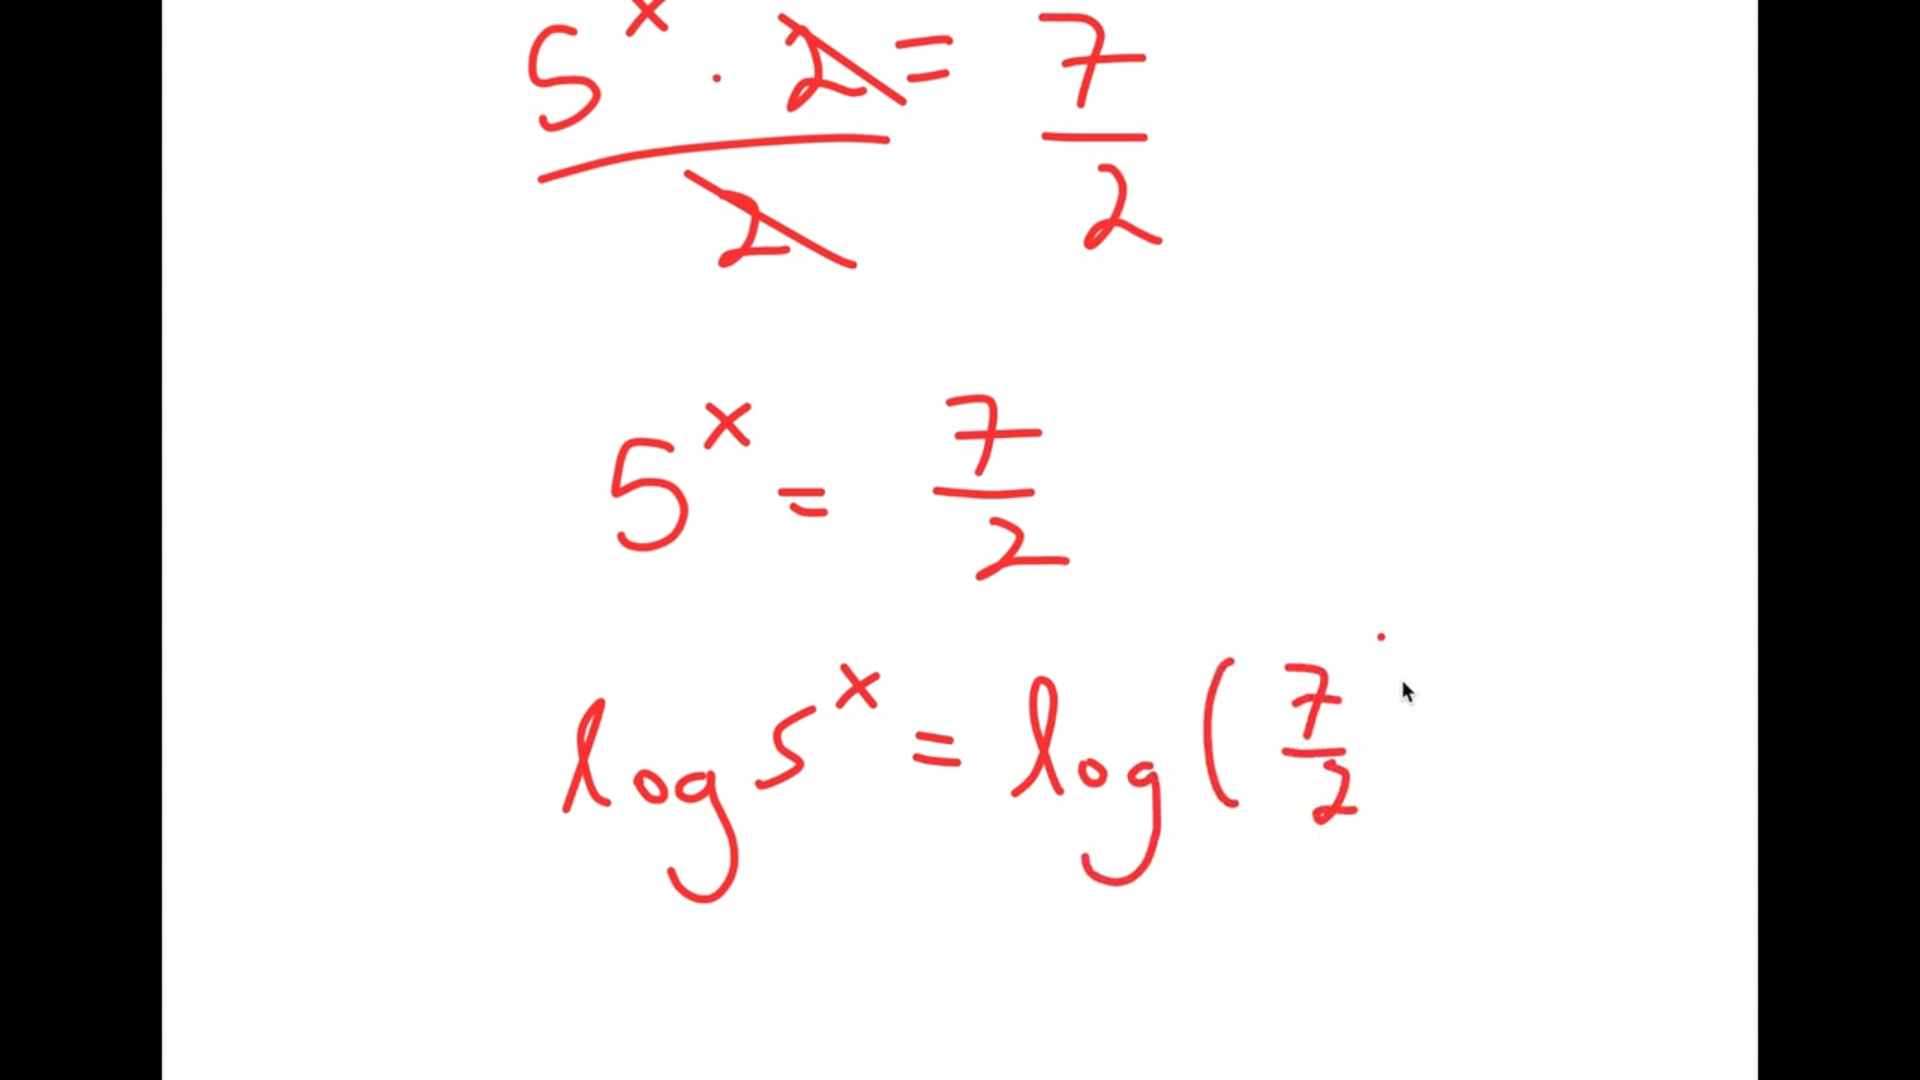 5^x · 2 = 7
2 2
5^x = 7/2
log 5^x = log ( 7/2